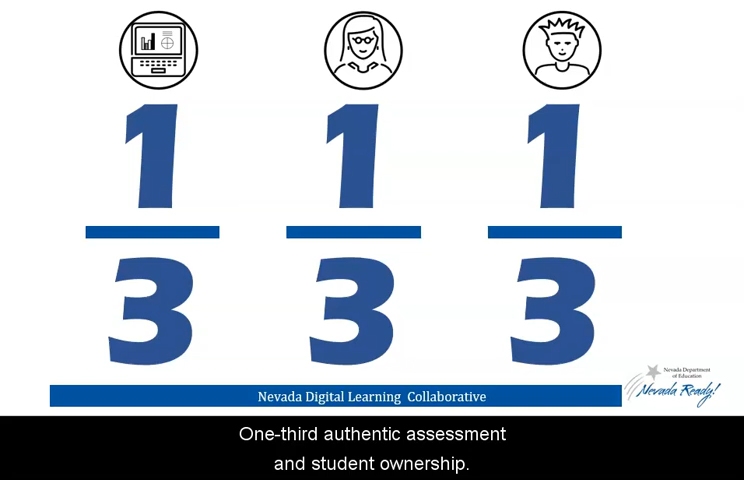 1 1 1
3 3 3
Nevada Department
of Education
Nevada Ready!
Nevada Digital Learning Collaborative
One-third authentic assessment
and student ownership.